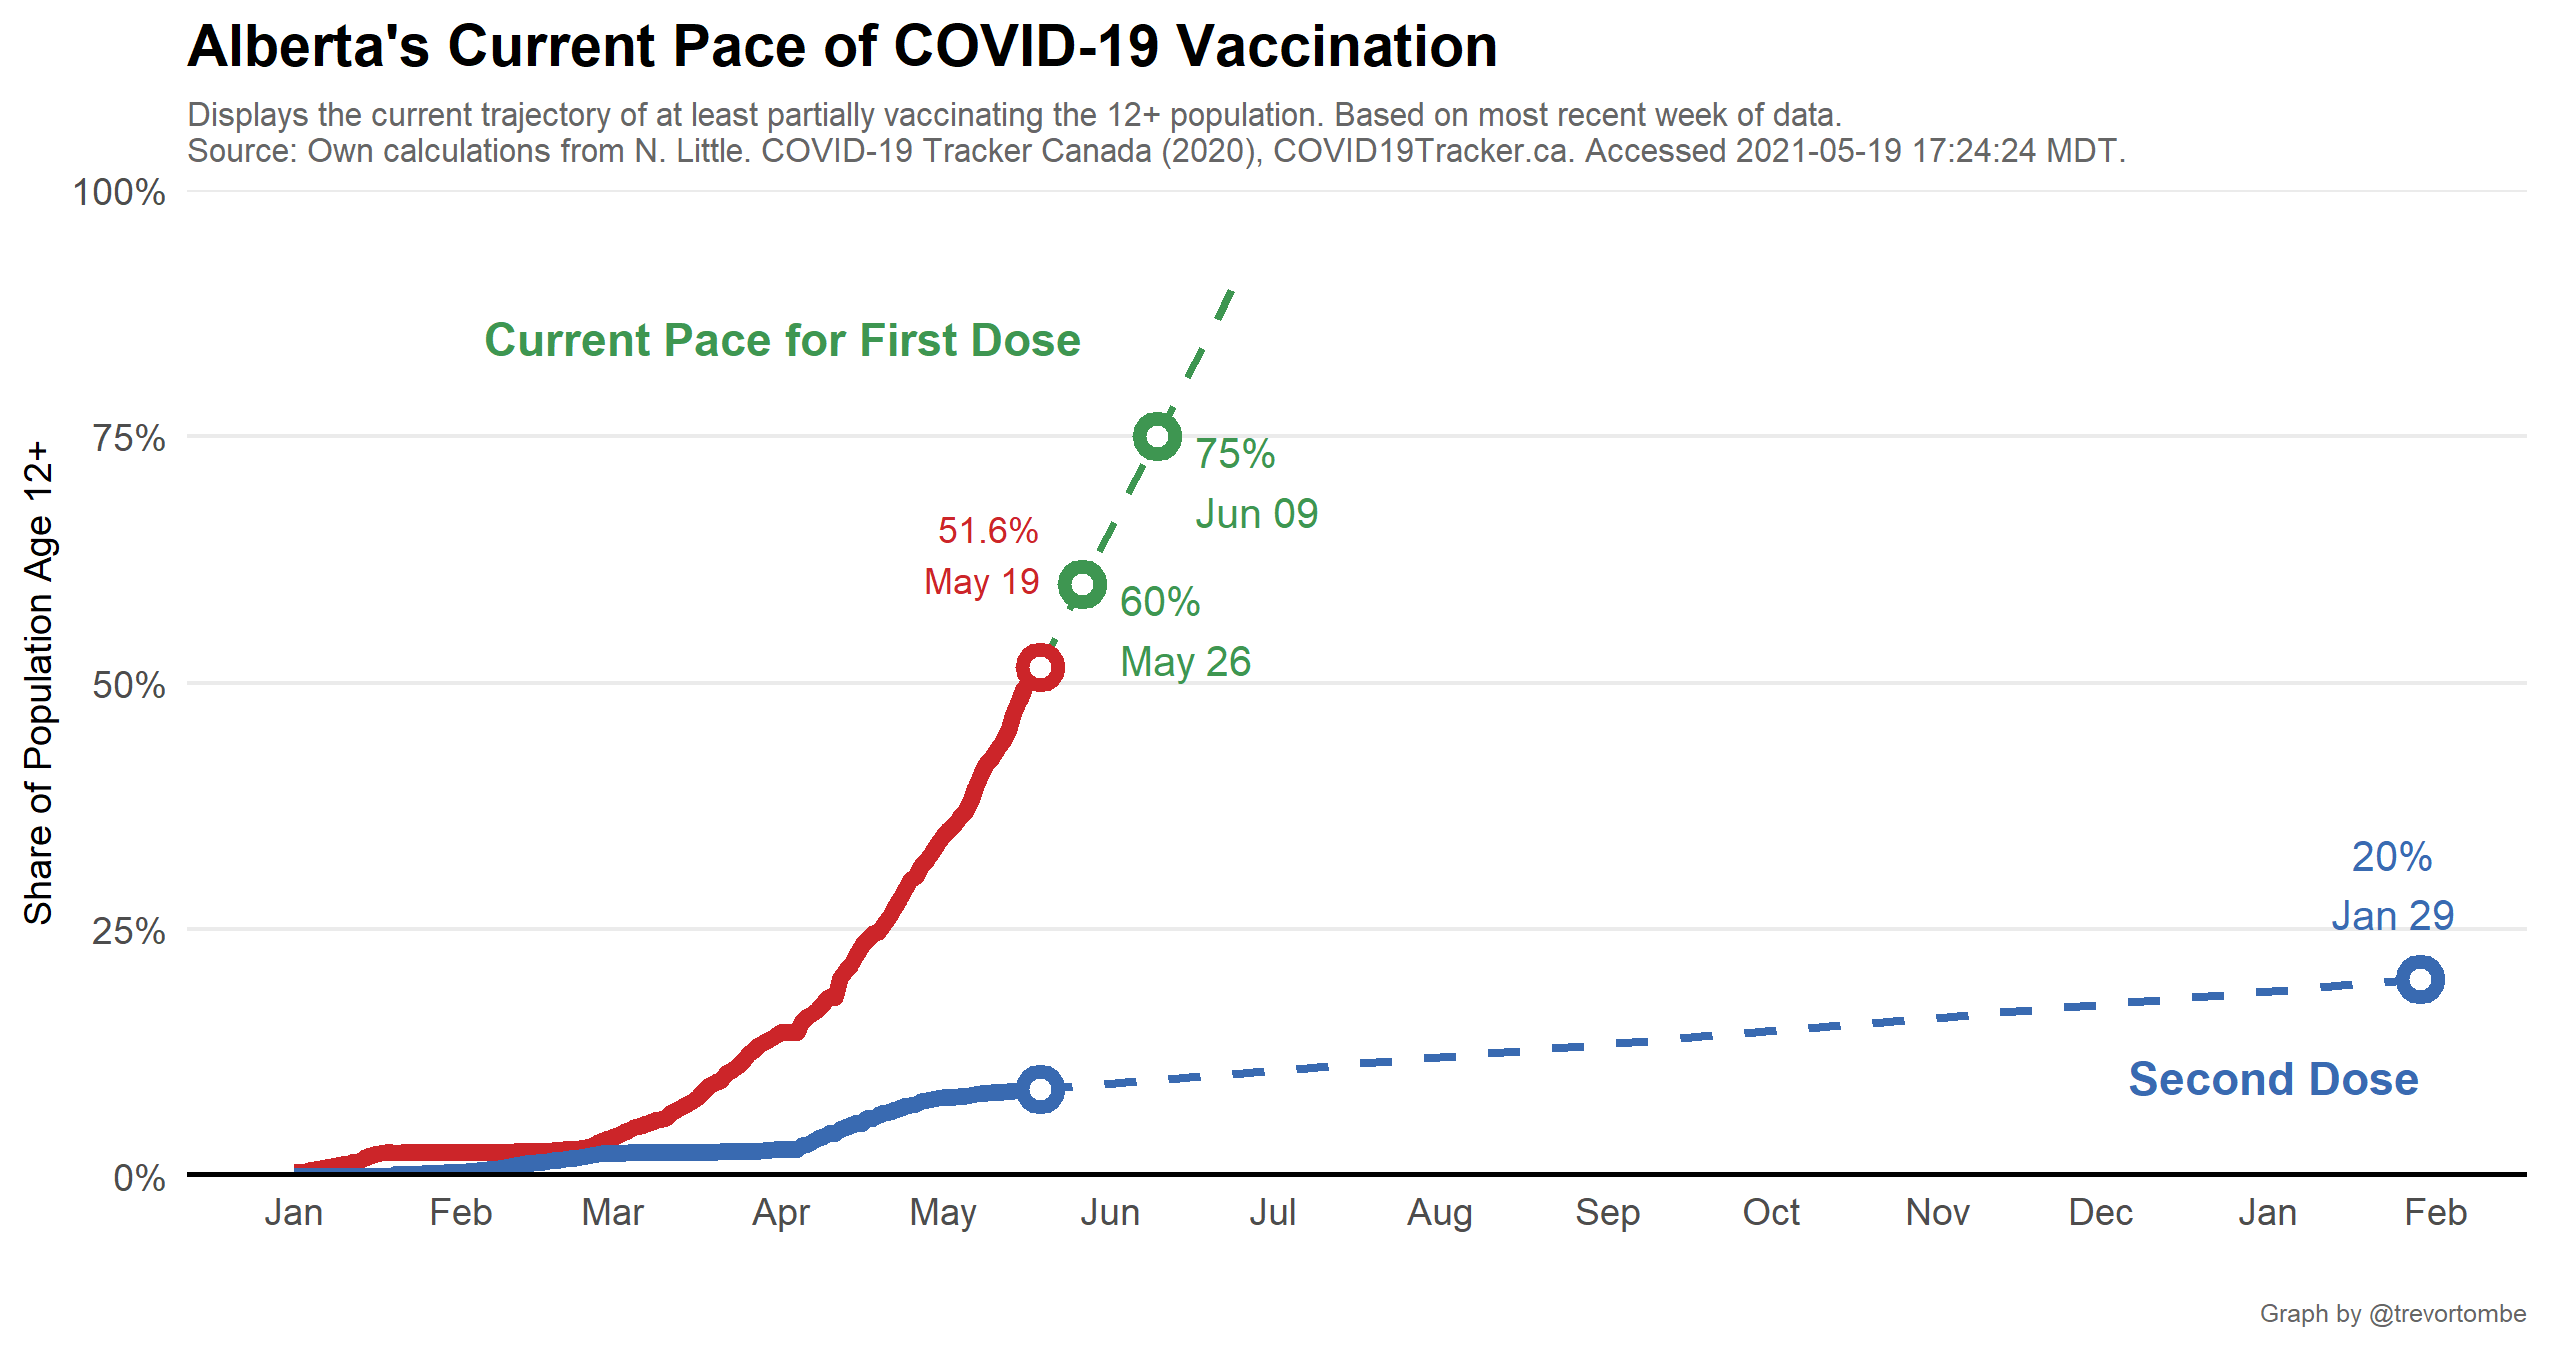 Alberta's Current Pace of COVID-19 Vaccination
Displays the current trajectory of at least partially vaccinating the 12+ population. Based on most recent week of data.
Source: Own calculations from N. Little. COVID-19 Tracker Canada (2020), COVID19Tracker.ca. Accessed 2021-05-19 17:24:24 MDT.
Share of Population Age 12+
100%
75%
50%
25%
0%
Current Pace for First Dose
75%
Jun 09
51.6%
May 19
60%
May 26
20%
Jan 29
Second Dose
Jan Feb Mar Apr May Jun Jul Aug Sep Oct Nov Dec Jan Feb
Graph by @trevortombe